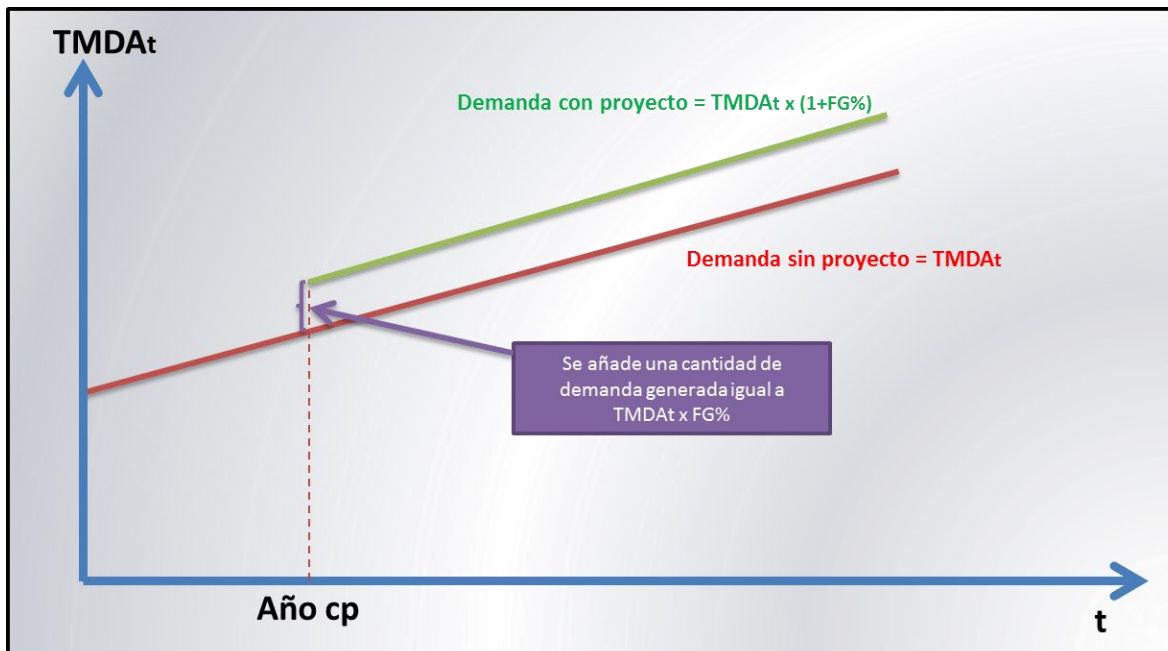 TMDAt
Demanda con proyecto = TMDAt x (1+FG%)
Demanda sin proyecto = TMDAt
Se añade una cantidad de
demanda generada igual a
TMDAt x FG%
Año cp
t